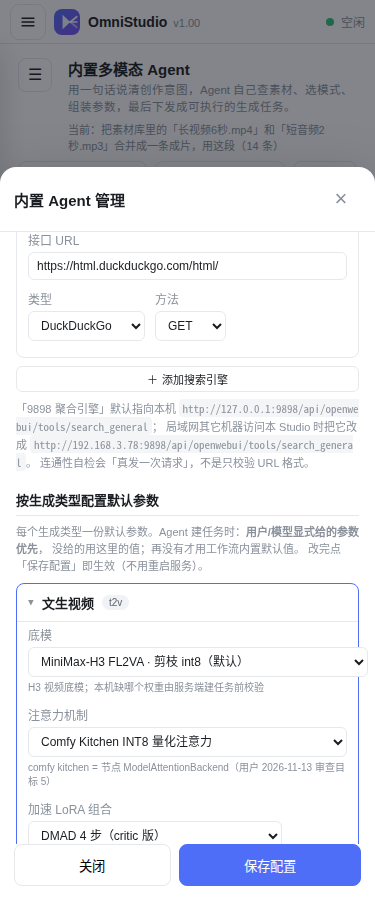 OmniStudio v1.00
空闲
内置多模态 Agent
用一句话说清创作意图，Agent 自己查素材、选模式、
组装参数，最后下发成可执行的生成任务。
当前：把素材库里的「长视频6秒.mp4」和「短音频2
秒.mp3」合并成一条成片，用这段（14 条）
内置 Agent 管理
×
接口 URL
https://html.duckduckgo.com/html/
类型
方法
DuckDuckGo
GET
＋ 添加搜索引擎
「9898 聚合引擎」默认指向本机 http://127.0.0.1:9898/api/openwe
bui/tools/search_general ； 局域网其它机器访问本 Studio 时把它改
成 http://192.168.3.78:9898/api/openwebui/tools/search_genera
l 。 连通性自检会「真发一次请求」，不是只校验 URL 格式。
按生成类型配置默认参数
每个生成类型一份默认参数。Agent 建任务时：用户/模型显式给的参数
优先， 没给的用这里的值；再没有才用工作流内置默认值。 改完点
「保存配置」即生效（不用重启服务）。
▼ 文生视频 t2v
底模
MiniMax-H3 FL2VA · 剪枝 int8（默认）
H3 视频底模；本机缺哪个权重由服务端建任务前校验
注意力机制
Comfy Kitchen INT8 量化注意力
comfy kitchen = 节点 ModelAttentionBackend（用户 2026-11-13 审查目
标 5）
加速 LoRA 组合
DMAD 4 步（critic 版）
关闭
保存配置